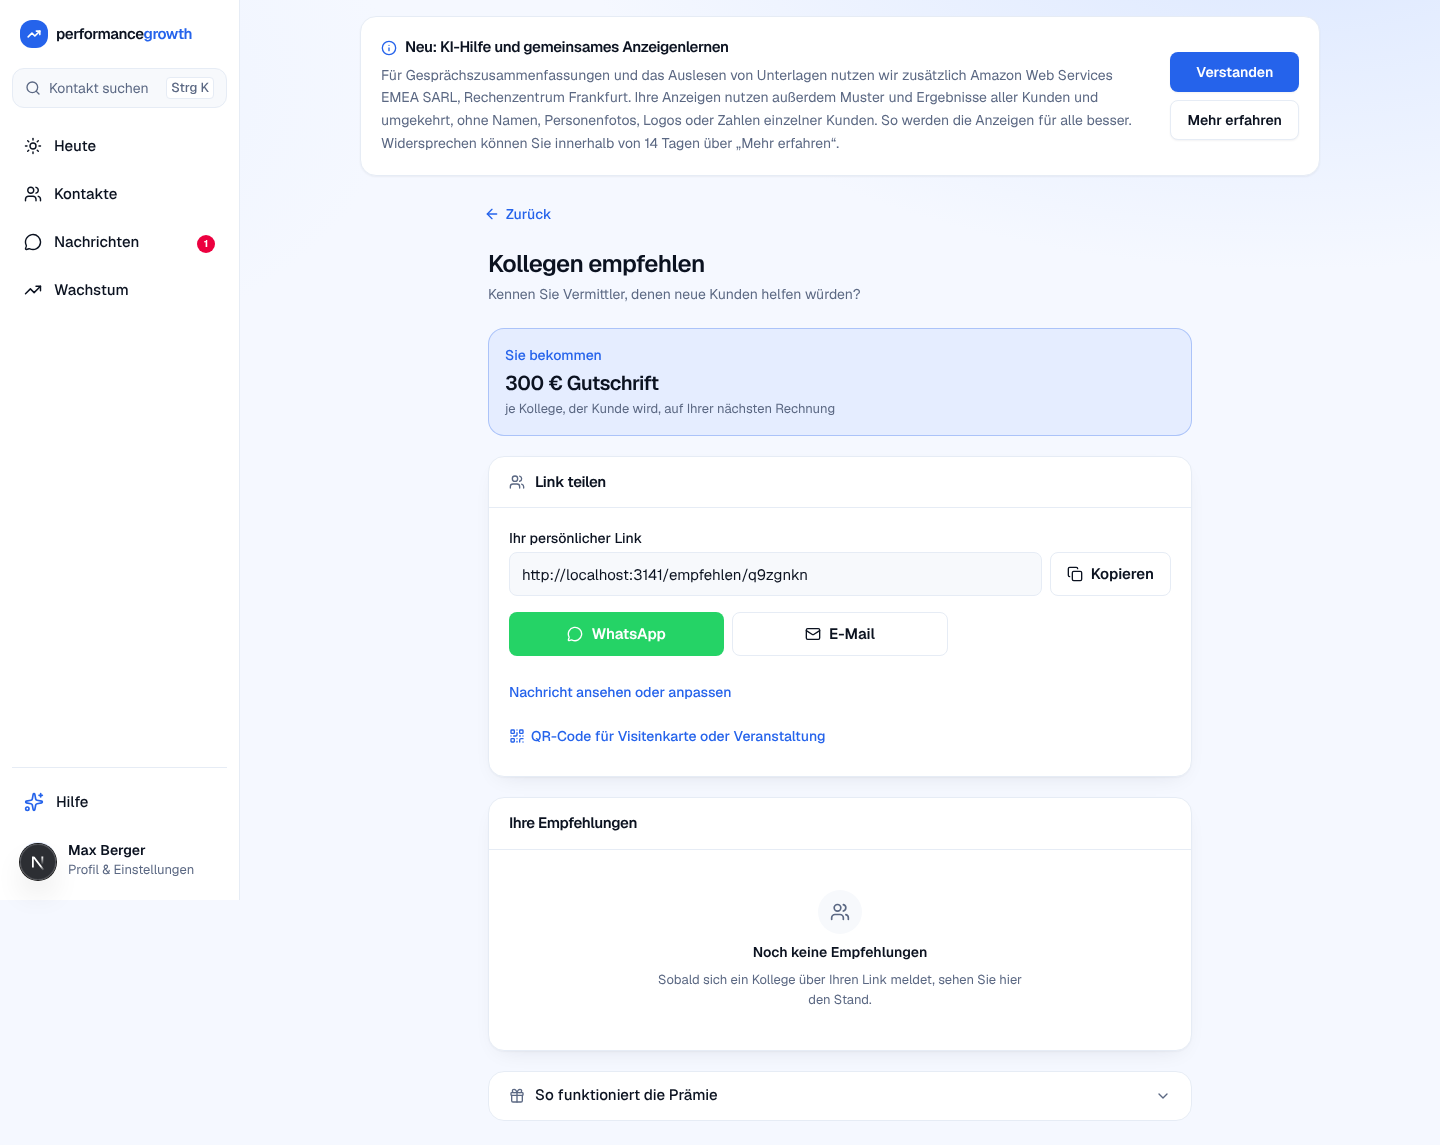 performancegrowth
Kontakt suchen Strg K
Heute
Kontakte
Nachrichten 1
Wachstum
Hilfe
Max Berger
Profil & Einstellungen
Neu: KI-Hilfe und gemeinsames Anzeigenlernen
Für Gesprächszusammenfassungen und das Auslesen von Unterlagen nutzen wir zusätzlich Amazon Web Services
EMEA SARL, Rechenzentrum Frankfurt. Ihre Anzeigen nutzen außerdem Muster und Ergebnisse aller Kunden und
umgekehrt, ohne Namen, Personenfotos, Logos oder Zahlen einzelner Kunden. So werden die Anzeigen für alle besser.
Widersprechen können Sie innerhalb von 14 Tagen über „Mehr erfahren“.
Verstanden
Mehr erfahren
Zurück
Kollegen empfehlen
Kennen Sie Vermittler, denen neue Kunden helfen würden?
Sie bekommen
300 € Gutschrift
je Kollege, der Kunde wird, auf Ihrer nächsten Rechnung
Link teilen
Ihr persönlicher Link
http://localhost:3141/empfehlen/q9zgnkn
Kopieren
WhatsApp
E-Mail
Nachricht ansehen oder anpassen
QR-Code für Visitenkarte oder Veranstaltung
Ihre Empfehlungen
Noch keine Empfehlungen
Sobald sich ein Kollege über Ihren Link meldet, sehen Sie hier
den Stand.
So funktioniert die Prämie